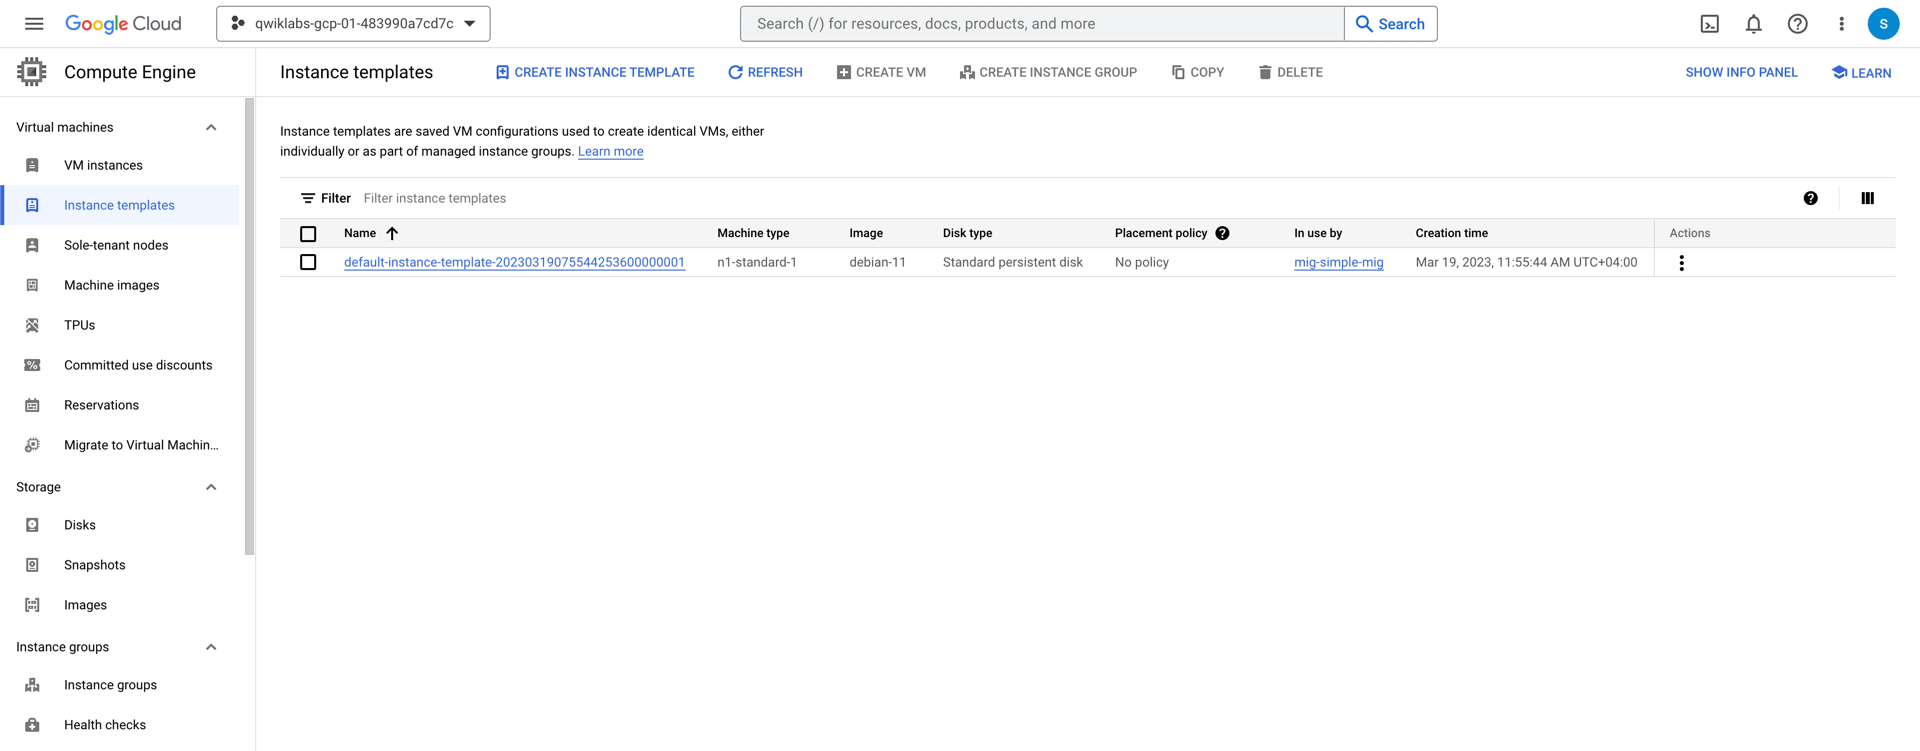 Google Cloud
qwiklabs-gcp-01-483990a7cd7c
Search (/) for resources, docs, products, and more
Search
S
Compute Engine
Instance templates
CREATE INSTANCE TEMPLATE
REFRESH
CREATE VM
CREATE INSTANCE GROUP
COPY
DELETE
SHOW INFO PANEL
LEARN
Virtual machines
VM instances
Instance templates
Sole-tenant nodes
Machine images
TPUs
Committed use discounts
Reservations
Migrate to Virtual Machin...
Storage
Disks
Snapshots
Images
Instance groups
Instance groups
Health checks
Instance templates are saved VM configurations used to create identical VMs, either
individually or as part of managed instance groups. Learn more
Filter Filter instance templates
Name Machine type Image Disk type Placement policy In use by Creation time Actions
default-instance-template-20230319075544253600000001 n1-standard-1 debian-11 Standard persistent disk No policy mig-simple-mig Mar 19, 2023, 11:55:44 AM UTC+04:00